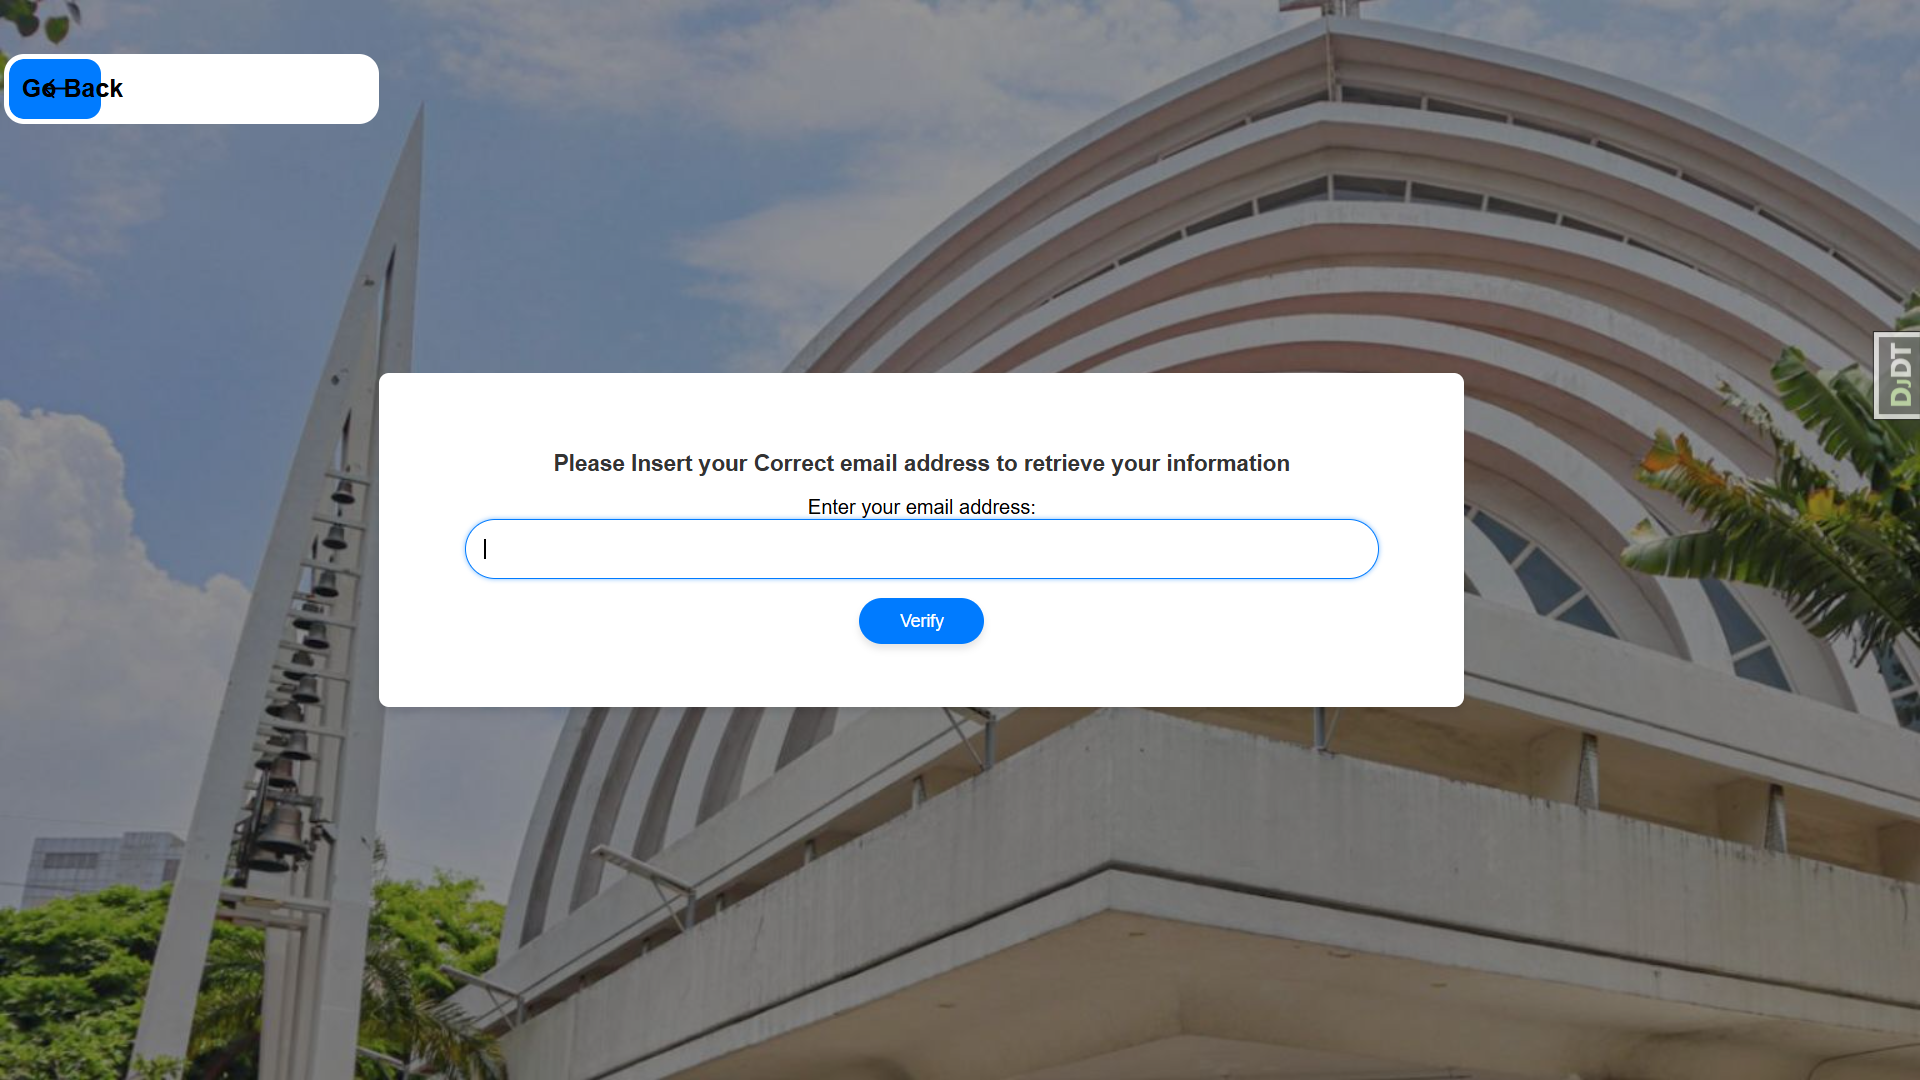 Go Back
Please Insert your Correct email address to retrieve your information
Enter your email address:
Verify
DJDT